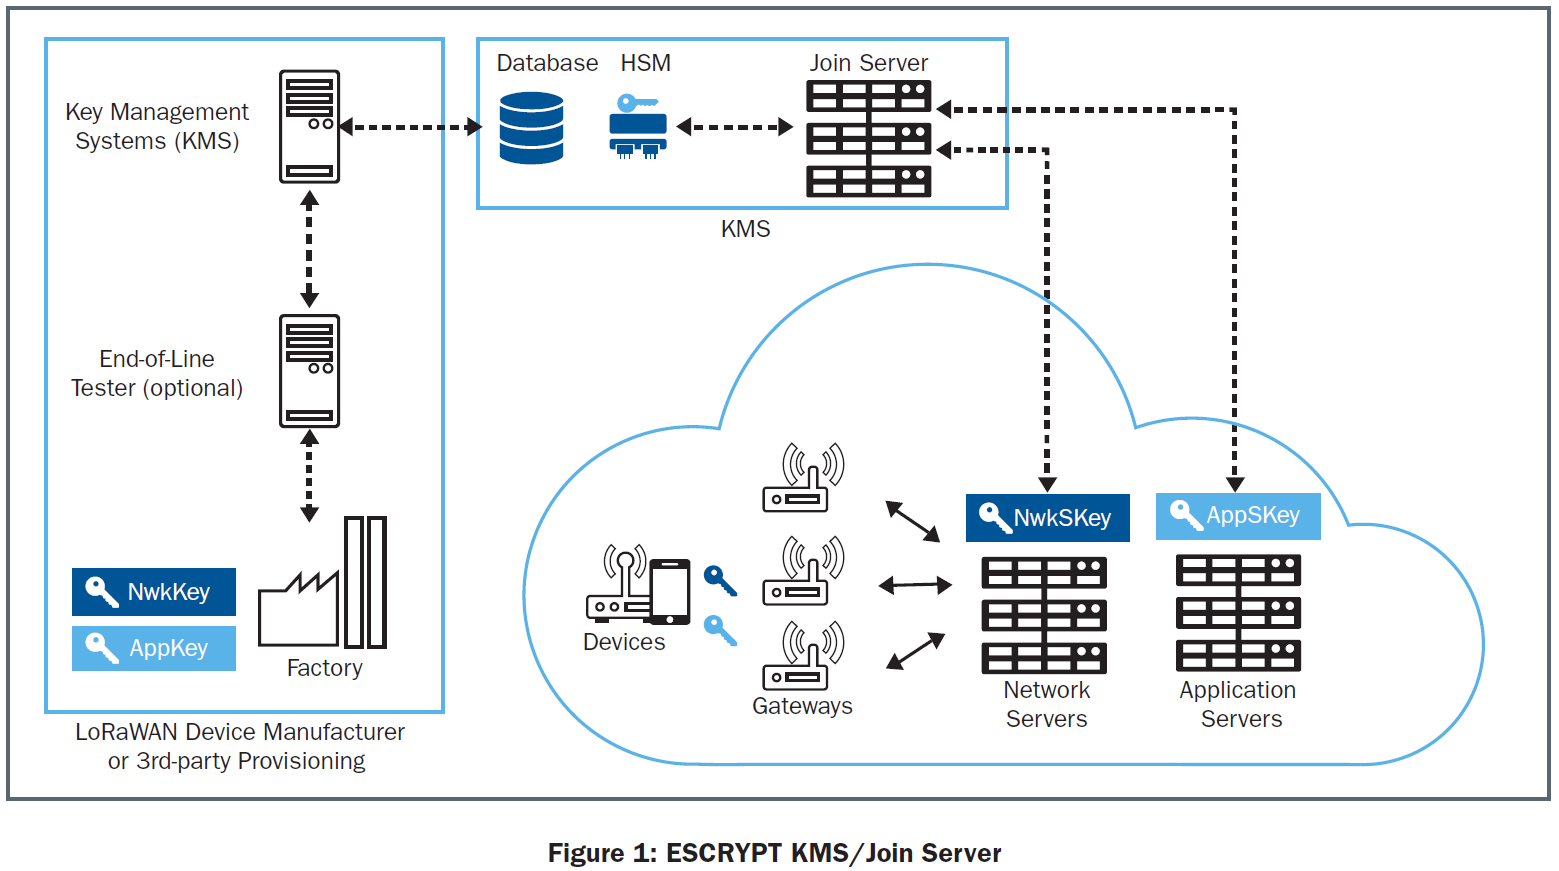 Key Management
Systems (KMS)
End-of-Line
Tester (optional)
NwkKey
AppKey
Factory
LoRaWAN Device Manufacturer
or 3rd-party Provisioning
Database
HSM
Join Server
KMS
Devices
Gateways
NwkSKey
Network
Servers
AppSKey
Application
Servers
Figure 1: ESCRYPT KMS/Join Server